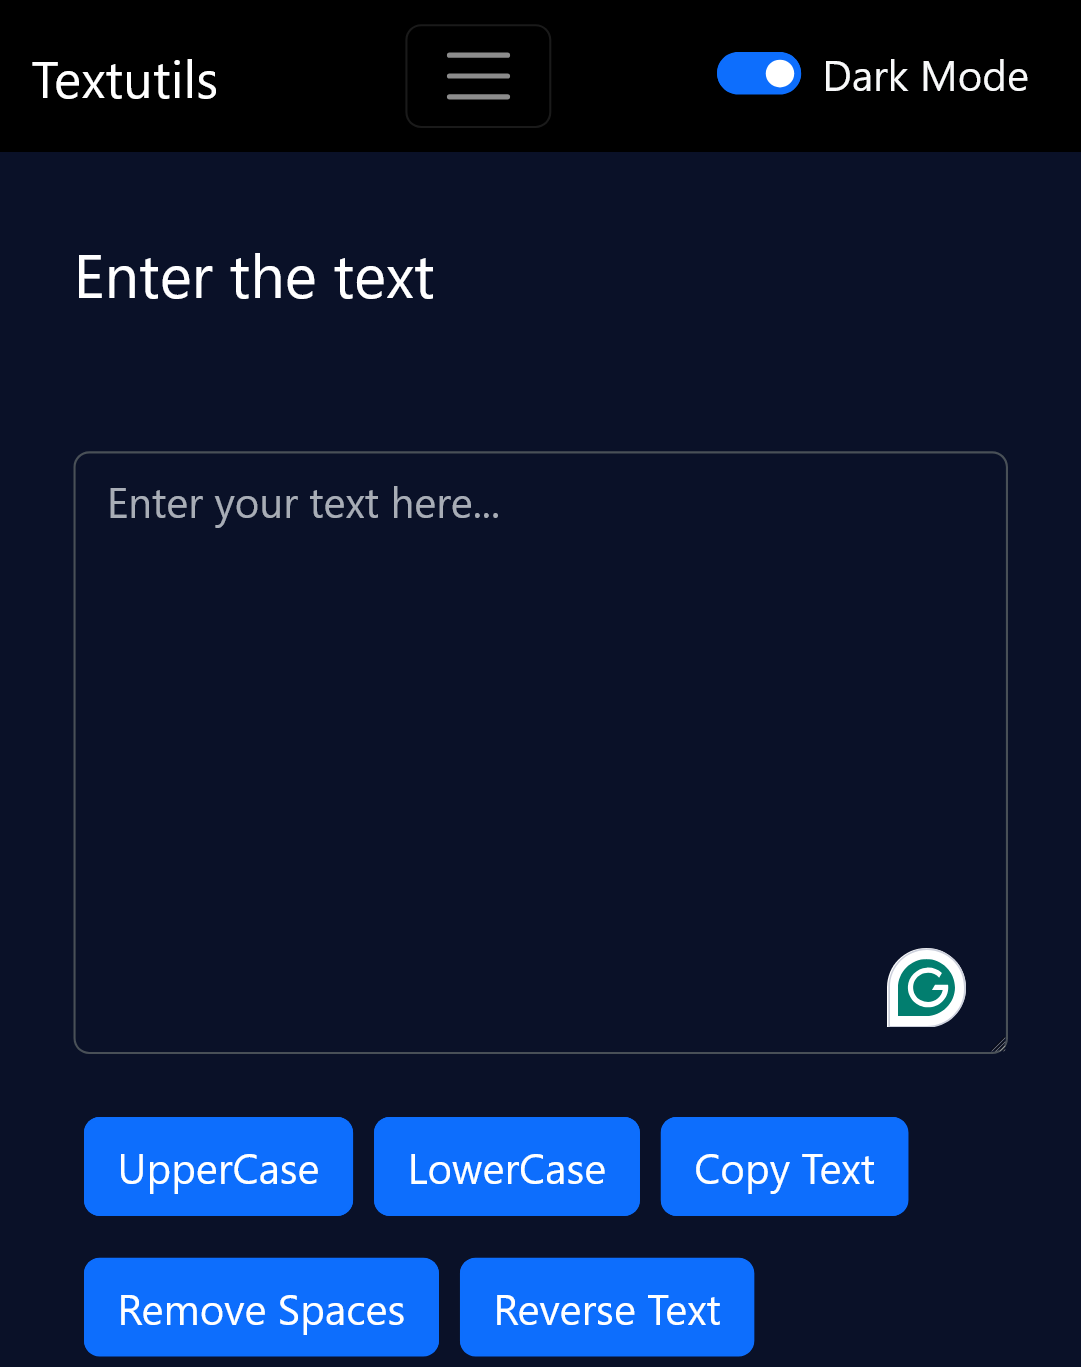 Textutils Dark Mode
Enter the text
Enter your text here...
UpperCase LowerCase Copy Text
Remove Spaces Reverse Text